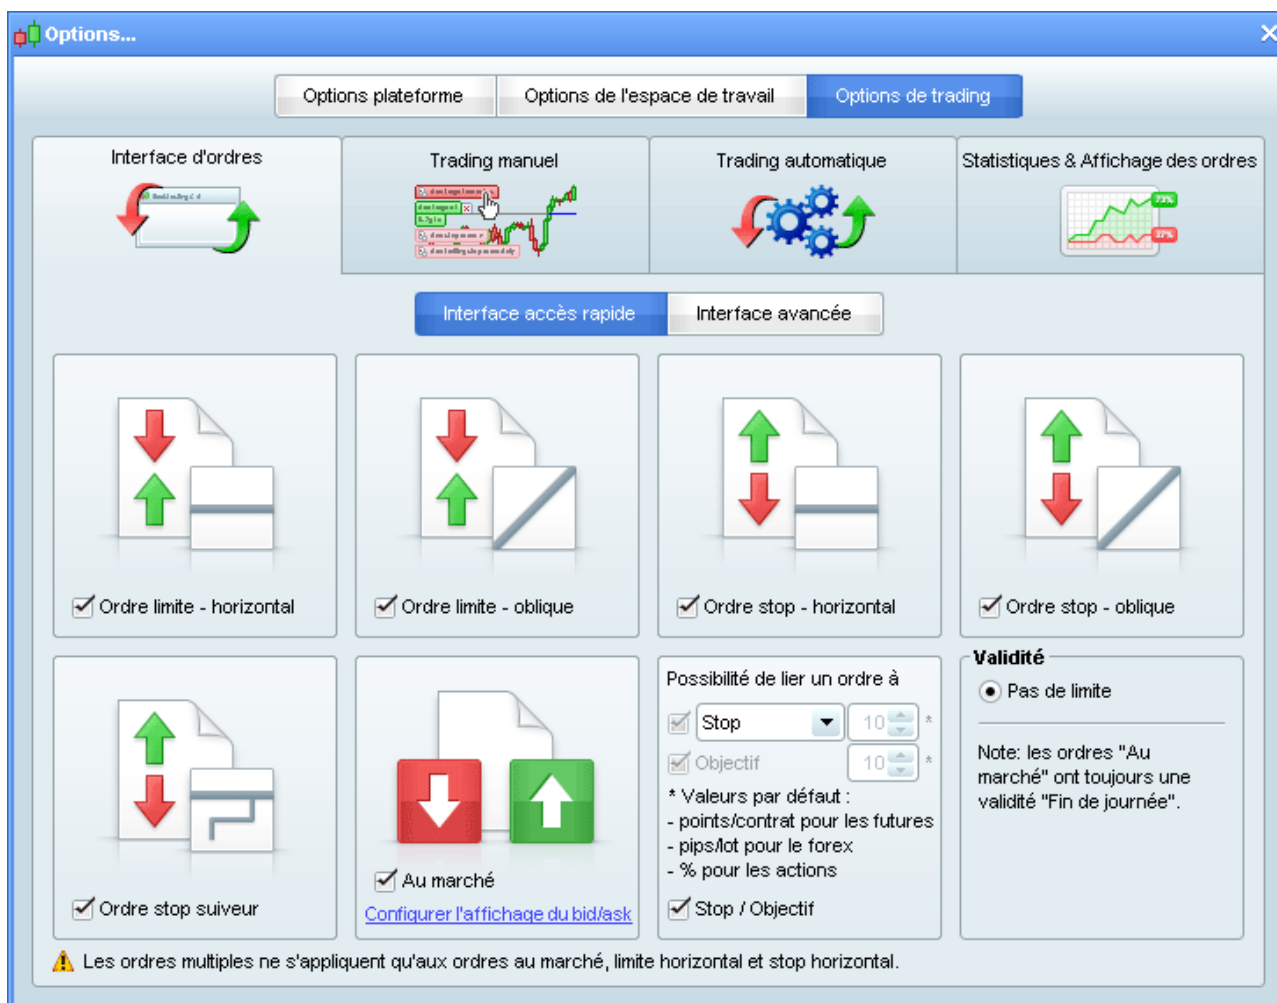 Options...
Options plateforme
Options de l'espace de travail
Options de trading
Interface d'ordres
Trading manuel
Trading automatique
Statistiques & Affichage des ordres
73%
Interface accès rapide
Interface avancée
Ordre limite - horizontal
Ordre limite - oblique
Ordre stop - horizontal
Ordre stop - oblique
Ordre stop suiveur
Au marché
Configurer l'affichage du bid/ask
Possibilité de lier un ordre à
Stop 10 *
Objectif 10 *
* Valeurs par défaut :
- points/contrat pour les futures
- pips/lot pour le forex
- % pour les actions
Stop / Objectif
Validité
Pas de limite
Note: les ordres "Au
marché" ont toujours une
validité "Fin de journée".
Les ordres multiples ne s'appliquent qu'aux ordres au marché, limite horizontal et stop horizontal.